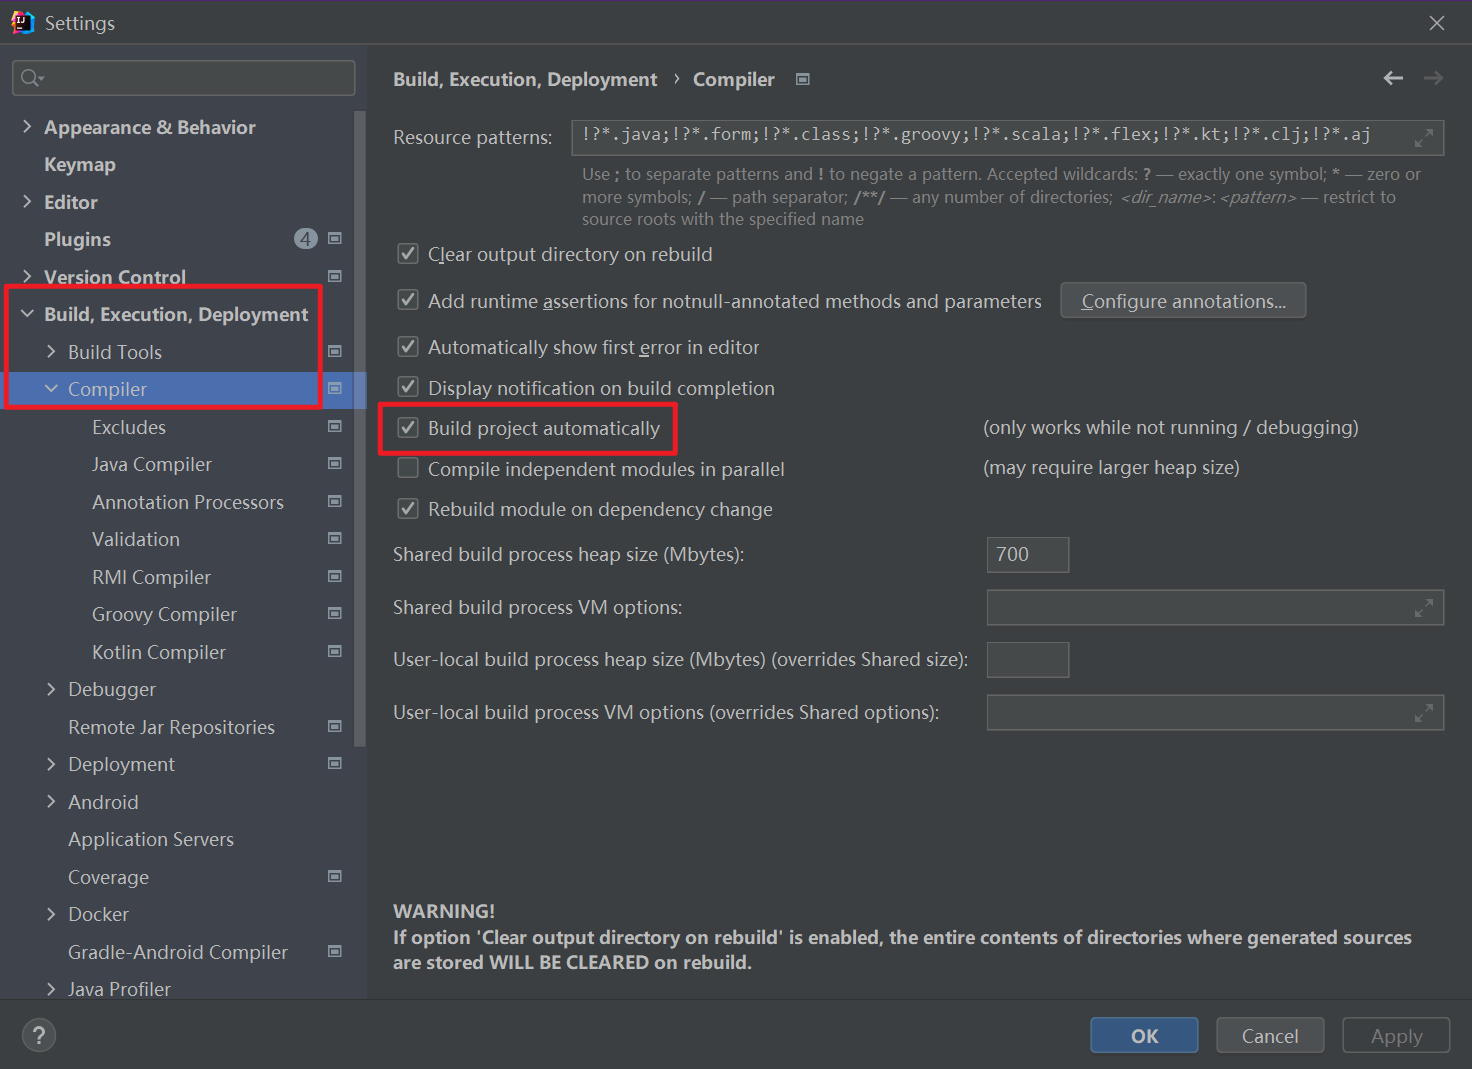 Settings
Appearance & Behavior
Keymap
Editor
Plugins 4
Version Control
Build, Execution, Deployment
Build Tools
Compiler
Excludes
Java Compiler
Annotation Processors
Validation
RMI Compiler
Groovy Compiler
Kotlin Compiler
Debugger
Remote Jar Repositories
Deployment
Android
Application Servers
Coverage
Docker
Gradle-Android Compiler
Java Profiler
Build, Execution, Deployment › Compiler
Resource patterns: !?*.java;!?*.form;!?*.class;!?*.groovy;!?*.scala;!?*.flex;!?*.kt;!?*.clj;!?*.aj
Use ; to separate patterns and ! to negate a pattern. Accepted wildcards: ? — exactly one symbol; * — zero or
more symbols; / — path separator; /**/ — any number of directories; <dir_name>:<pattern> — restrict to
source roots with the specified name
Clear output directory on rebuild
Add runtime assertions for notnull-annotated methods and parameters Configure annotations...
Automatically show first error in editor
Display notification on build completion
Build project automatically (only works while not running / debugging)
Compile independent modules in parallel (may require larger heap size)
Rebuild module on dependency change
Shared build process heap size (Mbytes): 700
Shared build process VM options:
User-local build process heap size (Mbytes) (overrides Shared size):
User-local build process VM options (overrides Shared options):
WARNING!
If option 'Clear output directory on rebuild' is enabled, the entire contents of directories where generated sources
are stored WILL BE CLEARED on rebuild.
? OK Cancel Apply